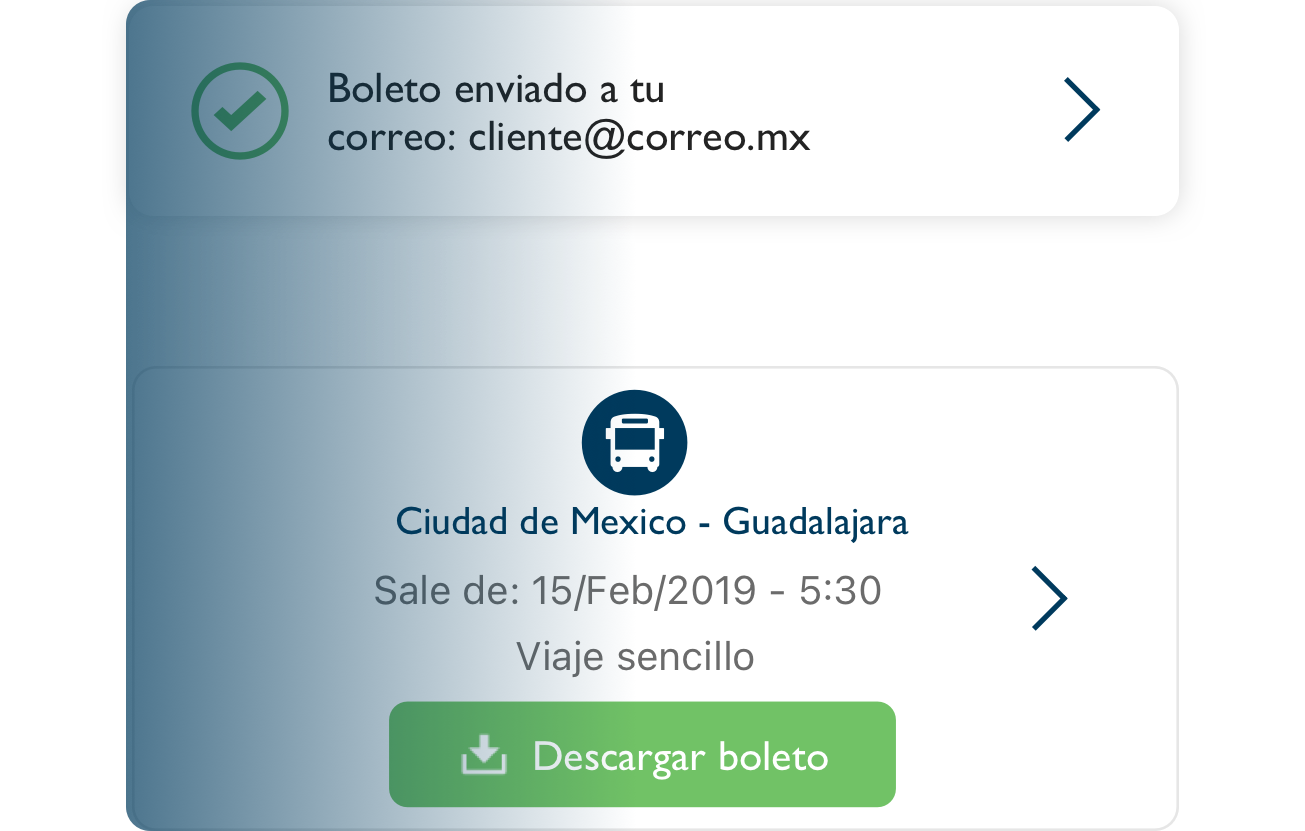 Boleto enviado a tu
correo: cliente@correo.mx
Ciudad de Mexico - Guadalajara
Sale de: 15/Feb/2019 - 5:30
Viaje sencillo
Descargar boleto